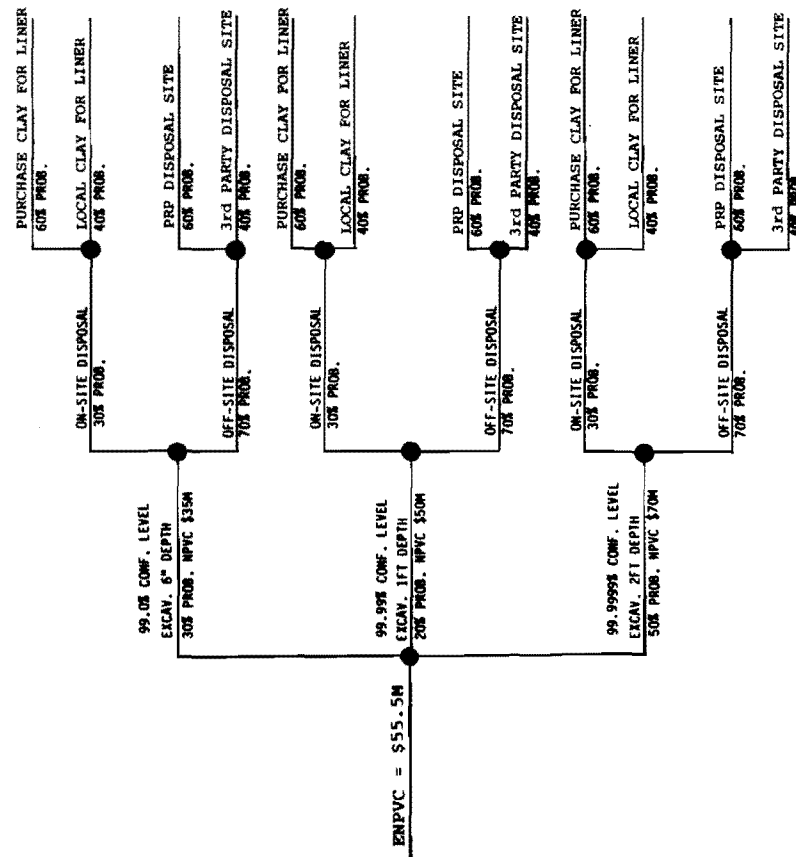 ENPVC = $55.5M
99.0% CONF. LEVEL
EXCAV. 6" DEPTH
30% PROB. NPVC $35M
ON-SITE DISPOSAL
30% PROB.
PURCHASE CLAY FOR LINER
60% PROB.
LOCAL CLAY FOR LINER
40% PROB.
OFF-SITE DISPOSAL
70% PROB.
PRP DISPOSAL SITE
60% PROB.
3rd PARTY DISPOSAL SITE
40% PROB.
99.99% CONF. LEVEL
EXCAV. 1FT DEPTH
20% PROB. NPVC $50M
ON-SITE DISPOSAL
30% PROB.
PURCHASE CLAY FOR LINER
60% PROB.
LOCAL CLAY FOR LINER
40% PROB.
OFF-SITE DISPOSAL
70% PROB.
PRP DISPOSAL SITE
60% PROB.
3rd PARTY DISPOSAL SITE
40% PROB.
99.9999% CONF. LEVEL
EXCAV. 2FT DEPTH
50% PROB. NPVC $70M
ON-SITE DISPOSAL
30% PROB.
PURCHASE CLAY FOR LINER
60% PROB.
LOCAL CLAY FOR LINER
40% PROB.
OFF-SITE DISPOSAL
70% PROB.
PRP DISPOSAL SITE
60% PROB.
3rd PARTY DISPOSAL SITE